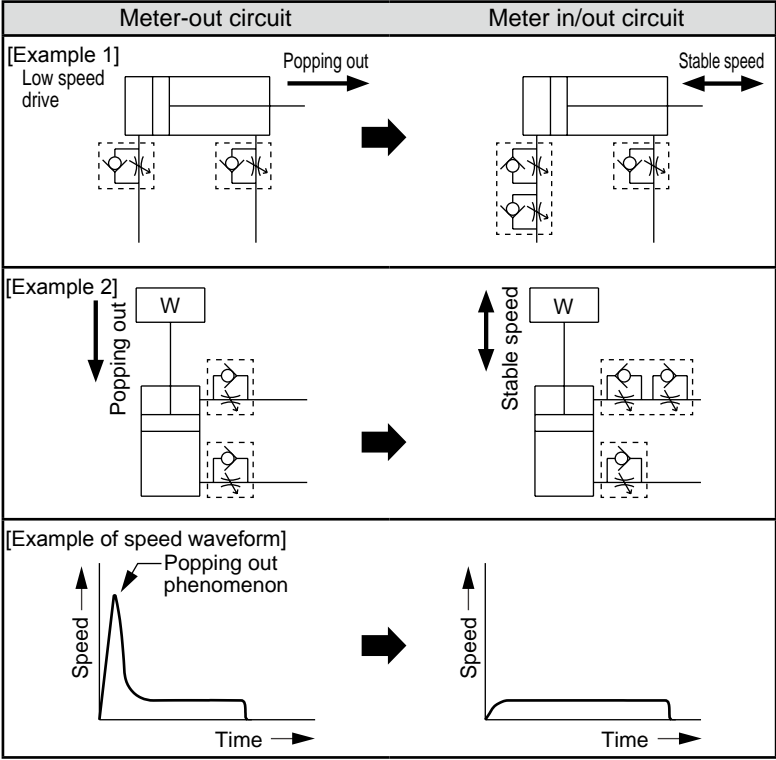 Meter-out circuit
Meter in/out circuit
[Example 1]
Low speed
drive
Popping out
Stable speed
[Example 2]
Popping out
W
Stable speed
W
[Example of speed waveform]
Popping out
phenomenon
Speed
Time
Speed
Time